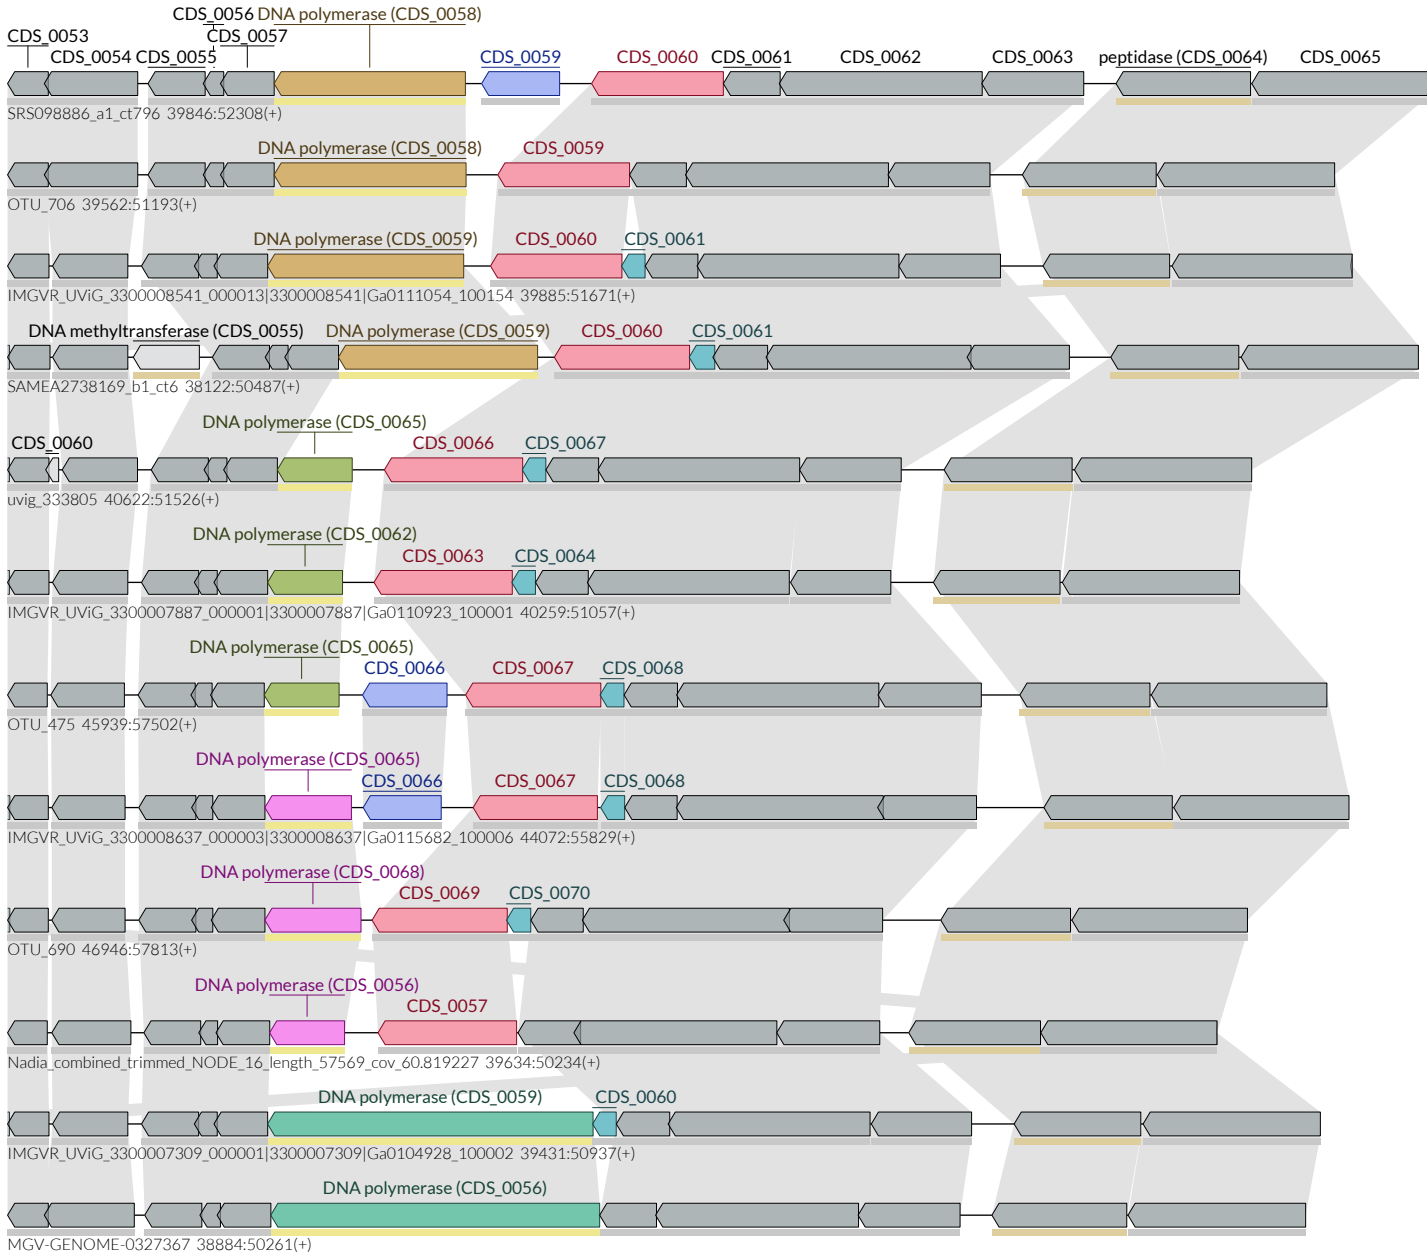 CDS_0056 DNA polymerase (CDS_0058)
CDS_0053 CDS_0057
CDS_0054 CDS_0055 CDS_0059 CDS_0060 CDS_0061 CDS_0062 CDS_0063 peptidase (CDS_0064) CDS_0065
SRS098886_a1_ct796 39846:52308(+)
DNA polymerase (CDS_0058) CDS_0059
OTU_706 39562:51193(+)
DNA polymerase (CDS_0059) CDS_0060 CDS_0061
IMGVR_UViG_3300008541_000013|3300008541|Ga0111054_100154 39885:51671(+)
DNA methyltransferase (CDS_0055) DNA polymerase (CDS_0059) CDS_0060 CDS_0061
SAMEA2738169_b1_ct6 38122:50487(+)
DNA polymerase (CDS_0065)
CDS_0060 CDS_0066 CDS_0067
uvig_333805 40622:51526(+)
DNA polymerase (CDS_0062)
CDS_0063 CDS_0064
IMGVR_UViG_3300007887_000001|3300007887|Ga0110923_100001 40259:51057(+)
DNA polymerase (CDS_0065)
CDS_0066 CDS_0067 CDS_0068
OTU_475 45939:57502(+)
DNA polymerase (CDS_0065)
CDS_0066 CDS_0067 CDS_0068
IMGVR_UViG_3300008637_000003|3300008637|Ga0115682_100006 44072:55829(+)
DNA polymerase (CDS_0068)
CDS_0069 CDS_0070
OTU_690 46946:57813(+)
DNA polymerase (CDS_0056)
CDS_0057
Nadia_combined_trimmed_NODE_16_length_57569_cov_60.819227 39634:50234(+)
DNA polymerase (CDS_0059) CDS_0060
IMGVR_UViG_3300007309_000001|3300007309|Ga0104928_100002 39431:50937(+)
DNA polymerase (CDS_0056)
MGV-GENOME-0327367 38884:50261(+)